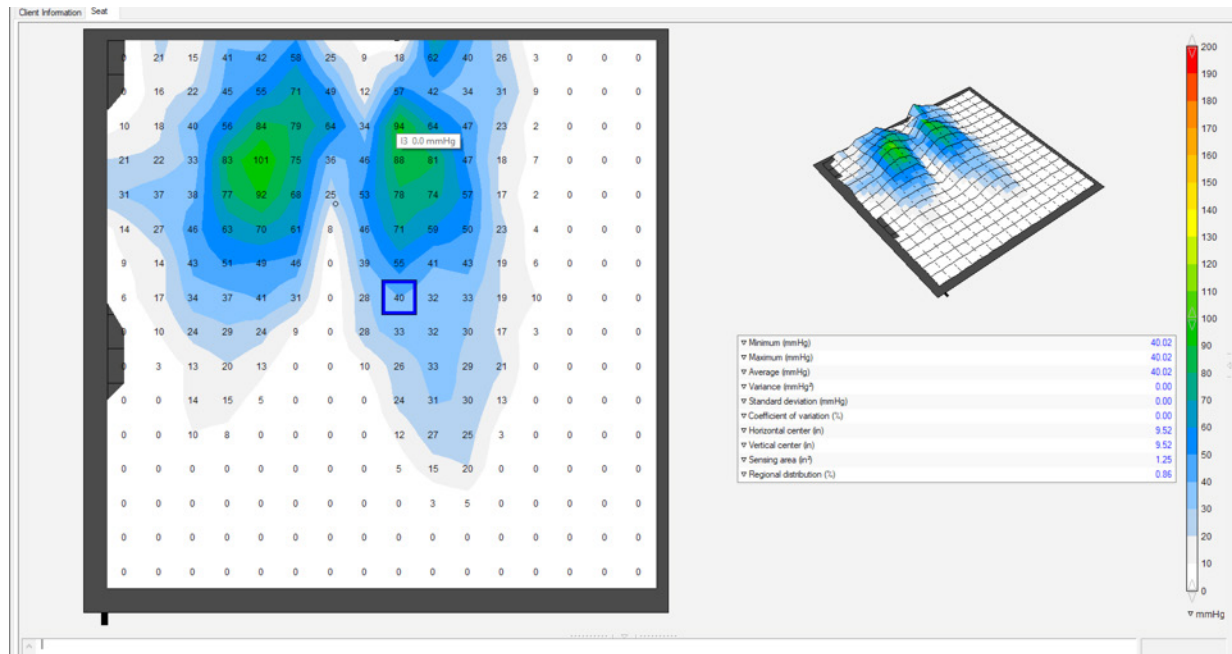 Client Information Seat
0 21 15 41 42 58 25 9 18 62 40 26 3 0 0 0
0 16 22 45 55 71 49 12 57 42 34 31 9 0 0 0
10 18 40 56 84 79 64 34 94 64 47 23 2 0 0 0
I3 0.0 mmHg
21 22 33 83 101 75 36 46 88 81 47 18 7 0 0 0
31 37 38 77 92 68 25 53 78 74 57 17 2 0 0 0
14 27 46 63 70 61 8 46 71 59 50 23 4 0 0 0
9 14 43 51 49 46 0 39 55 41 43 19 6 0 0 0
6 17 34 37 41 31 0 28 40 32 33 19 10 0 0 0
0 10 24 29 24 9 0 28 33 32 30 17 3 0 0 0
0 3 13 20 13 0 0 10 26 33 29 21 0 0 0 0
0 0 14 15 5 0 0 0 24 31 30 13 0 0 0 0
0 0 10 8 0 0 0 0 12 27 25 3 0 0 0 0
0 0 0 0 0 0 0 0 5 15 20 0 0 0 0 0
0 0 0 0 0 0 0 0 0 3 5 0 0 0 0 0
0 0 0 0 0 0 0 0 0 0 0 0 0 0 0 0
0 0 0 0 0 0 0 0 0 0 0 0 0 0 0 0
Minimum (mmHg) 40.02
Maximum (mmHg) 40.02
Average (mmHg) 40.02
Variance (mmHg²) 0.00
Standard deviation (mmHg) 0.00
Coefficient of variation (%) 0.00
Horizontal center (in) 9.52
Vertical center (in) 9.52
Sensing area (in²) 1.25
Regional distribution (%) 0.86
200
190
180
170
160
150
140
130
120
110
100
90
80
70
60
50
40
30
20
10
0
mmHg